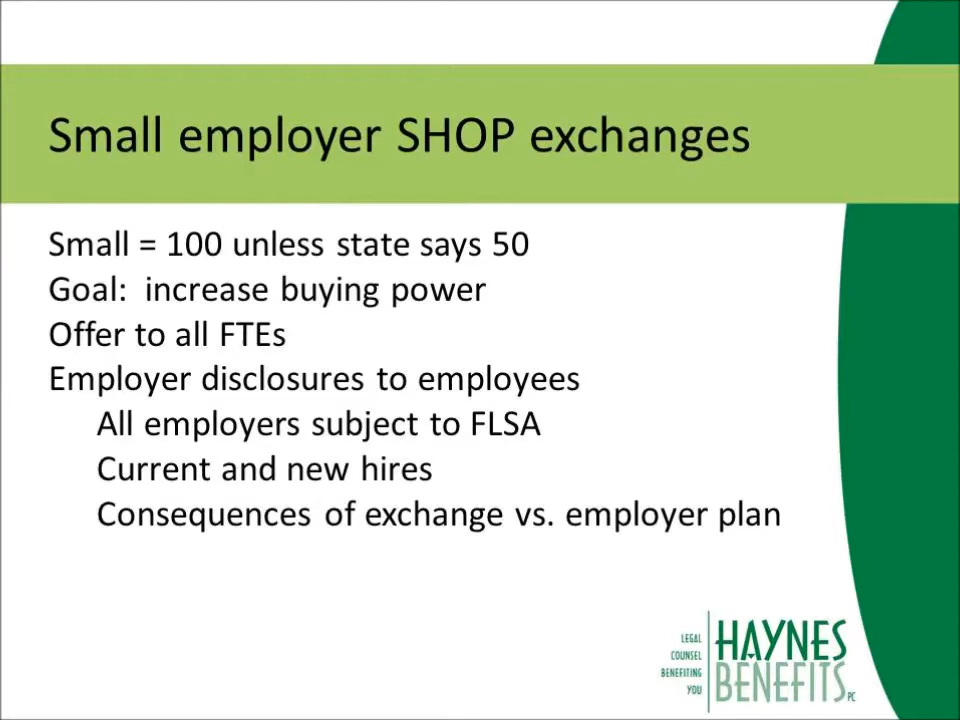 Small employer SHOP exchanges
Small = 100 unless state says 50
Goal:  increase buying power
Offer to all FTEs
Employer disclosures to employees
All employers subject to FLSA
Current and new hires
Consequences of exchange vs. employer plan
LEGAL
COUNSEL
BENEFITING
YOU
HAYNES
BENEFITS PC